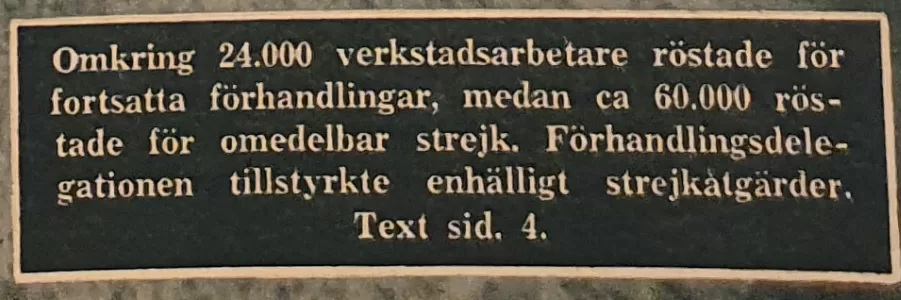 Omkring 24.000 verkstadsarbetare röstade för
fortsatta förhandlingar, medan ca 60.000 rös-
tade för omedelbar strejk. Förhandlingsdele-
gationen tillstyrkte enhälligt strejkåtgärder.
Text sid. 4.